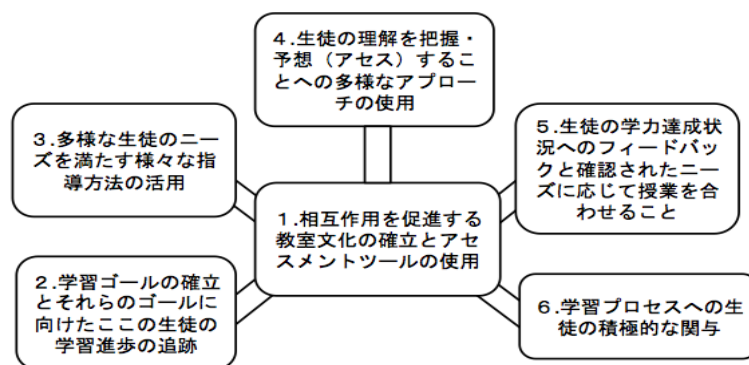 4.生徒の理解を把握・
予想（アセス）するこ
とへの多様なアプロー
チの使用
3.多様な生徒のニー
ズを満たす様々な指
導方法の活用
5.生徒の学力達成状
況へのフィードバッ
クと確認されたニー
ズに応じて授業を合
わせること
1.相互作用を促進する
教室文化の確立とアセ
スメントツールの使用
2.学習ゴールの確立
とそれらのゴールに
向けたここの生徒の
学習進歩の追跡
6.学習プロセスへの生
徒の積極的な関与